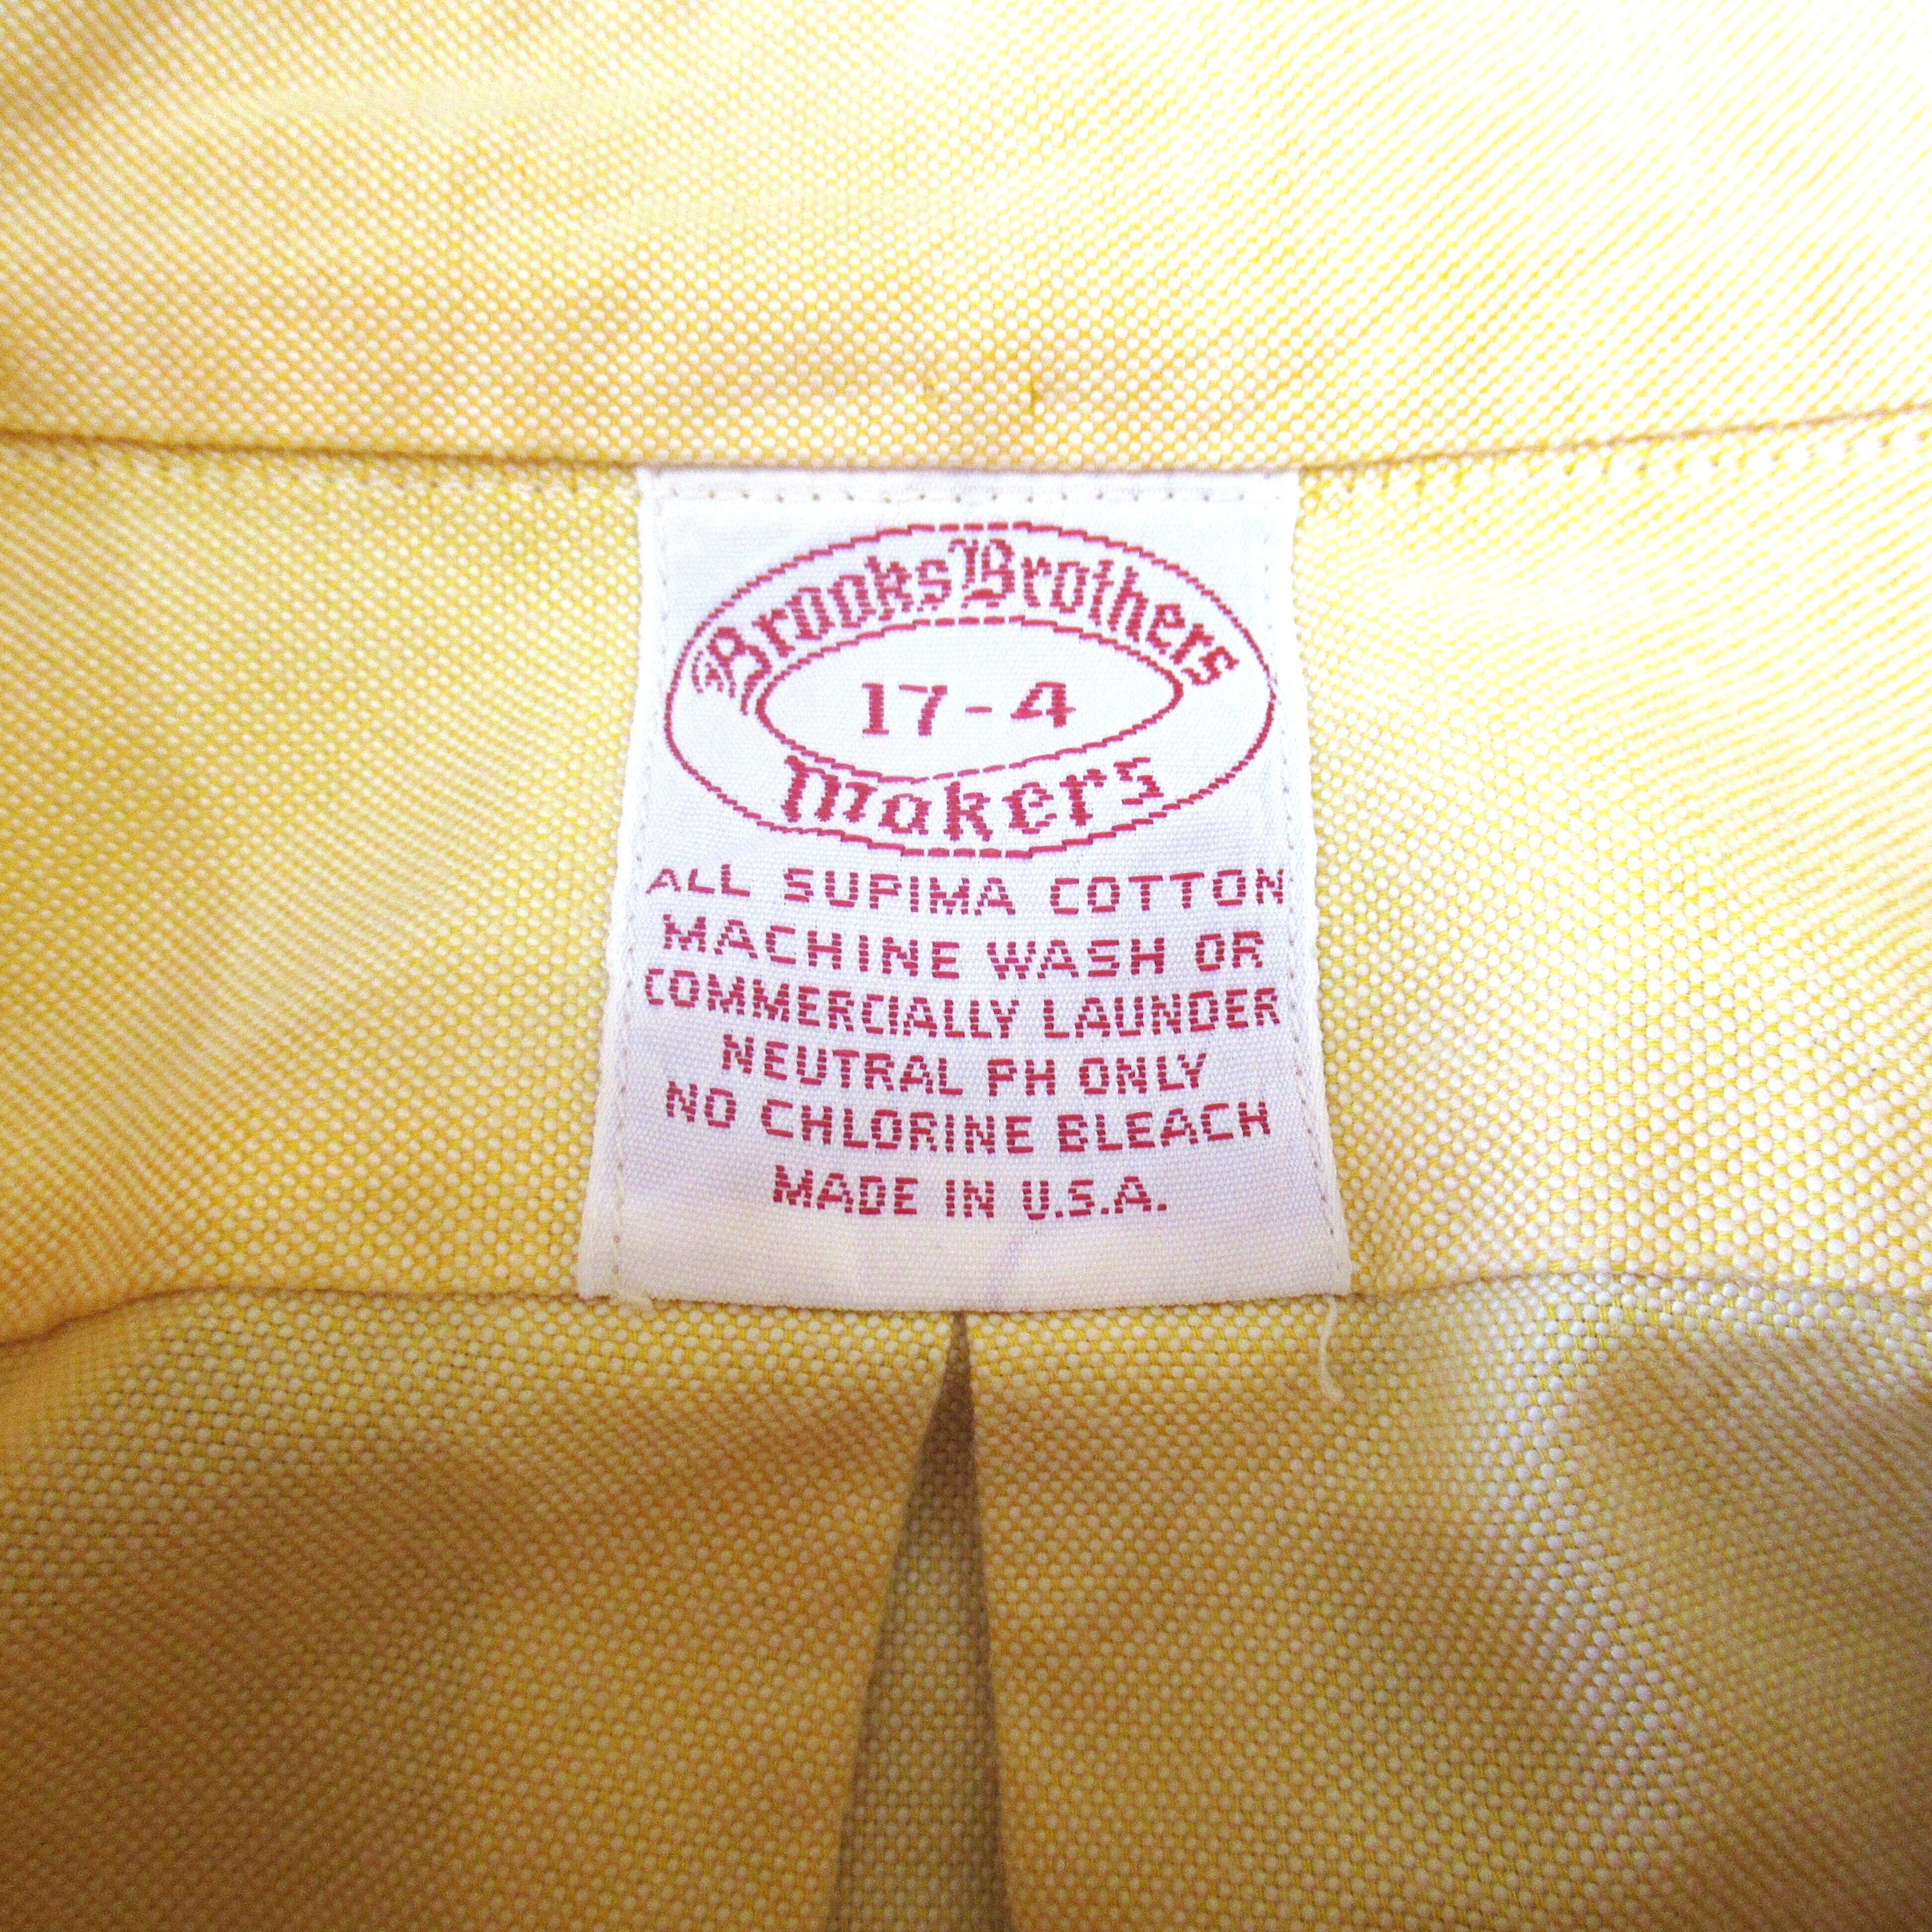 Brooks Brothers
17-4
Makers
ALL SUPIMA COTTON
MACHINE WASH OR
COMMERCIALLY LAUNDER
NEUTRAL PH ONLY
NO CHLORINE BLEACH
MADE IN U.S.A.